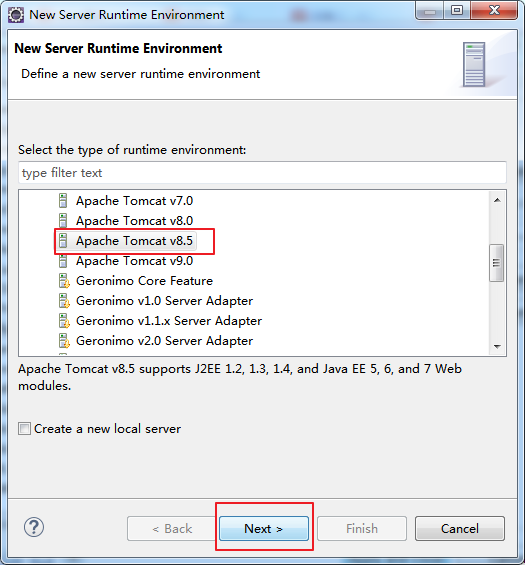 New Server Runtime Environment
New Server Runtime Environment
Define a new server runtime environment
Select the type of runtime environment:
type filter text
Apache Tomcat v7.0
Apache Tomcat v8.0
Apache Tomcat v8.5
Apache Tomcat v9.0
Geronimo Core Feature
Geronimo v1.0 Server Adapter
Geronimo v1.1.x Server Adapter
Geronimo v2.0 Server Adapter
Apache Tomcat v8.5 supports J2EE 1.2, 1.3, 1.4, and Java EE 5, 6, and 7 Web
modules.
Create a new local server
? < Back Next > Finish Cancel